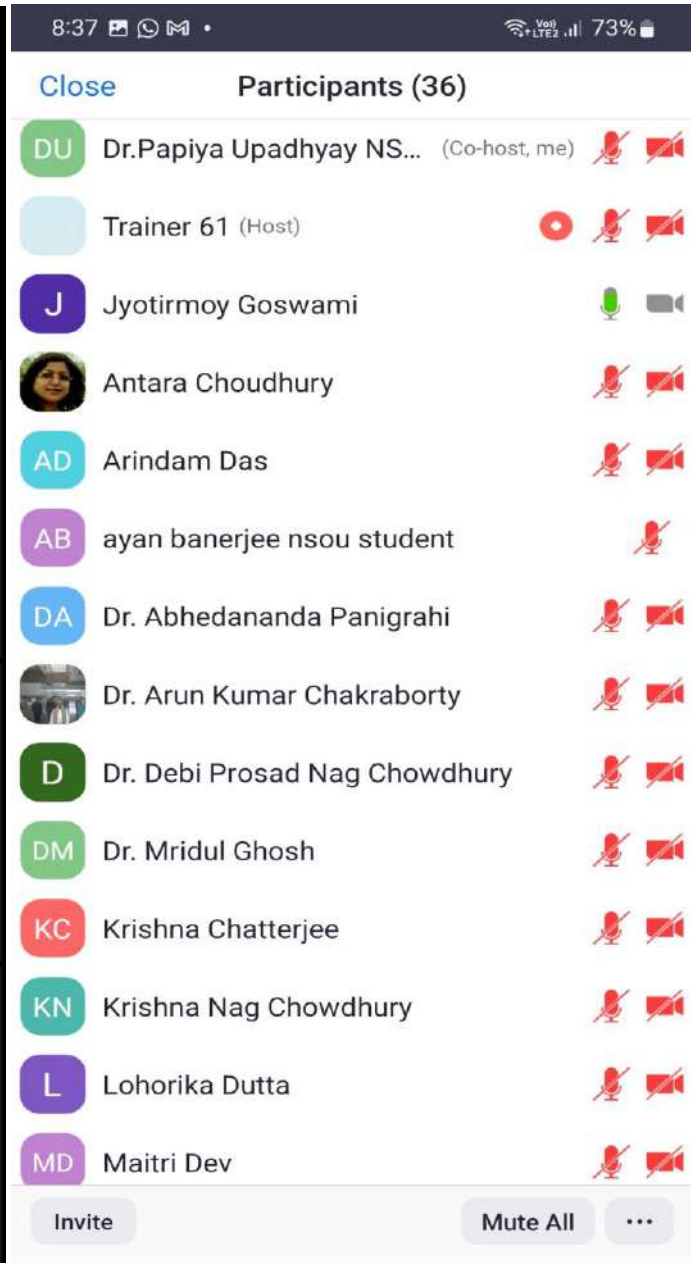 8:37 73%
Vo)) LTE2
Close Participants (36)
DU Dr.Papiya Upadhyay NS... (Co-host, me)
Trainer 61 (Host)
J Jyotirmoy Goswami
Antara Choudhury
AD Arindam Das
AB ayan banerjee nsou student
DA Dr. Abhedananda Panigrahi
Dr. Arun Kumar Chakraborty
D Dr. Debi Prosad Nag Chowdhury
DM Dr. Mridul Ghosh
KC Krishna Chatterjee
KN Krishna Nag Chowdhury
L Lohorika Dutta
MD Maitri Dev
Invite Mute All ...